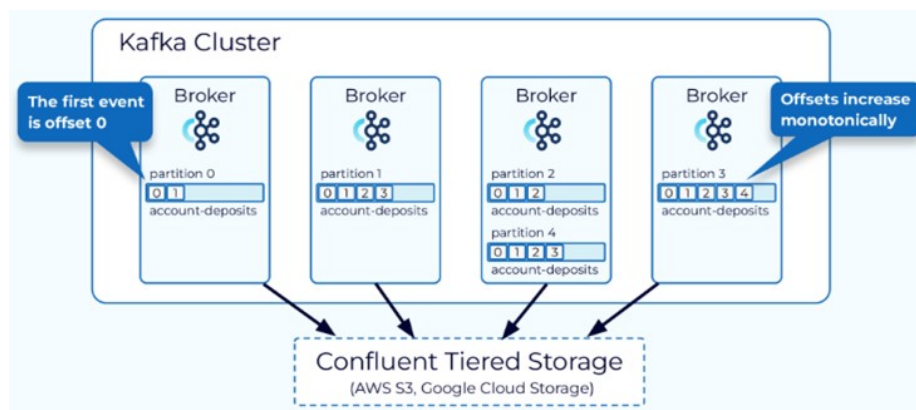 Kafka Cluster
The first event
is offset 0
Broker
partition 0
0 1
account-deposits
Broker
partition 1
0 1 2 3
account-deposits
Broker
partition 2
0 1 2
account-deposits
partition 4
0 1 2 3
account-deposits
Broker
partition 3
0 1 2 3 4
account-deposits
Offsets increase
monotonically
Confluent Tiered Storage
(AWS S3, Google Cloud Storage)